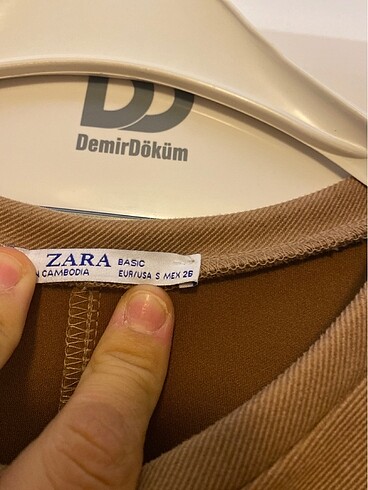 DemirDöküm
ZARA BASIC
N CAMBODIA EUR/USA S MEX 26